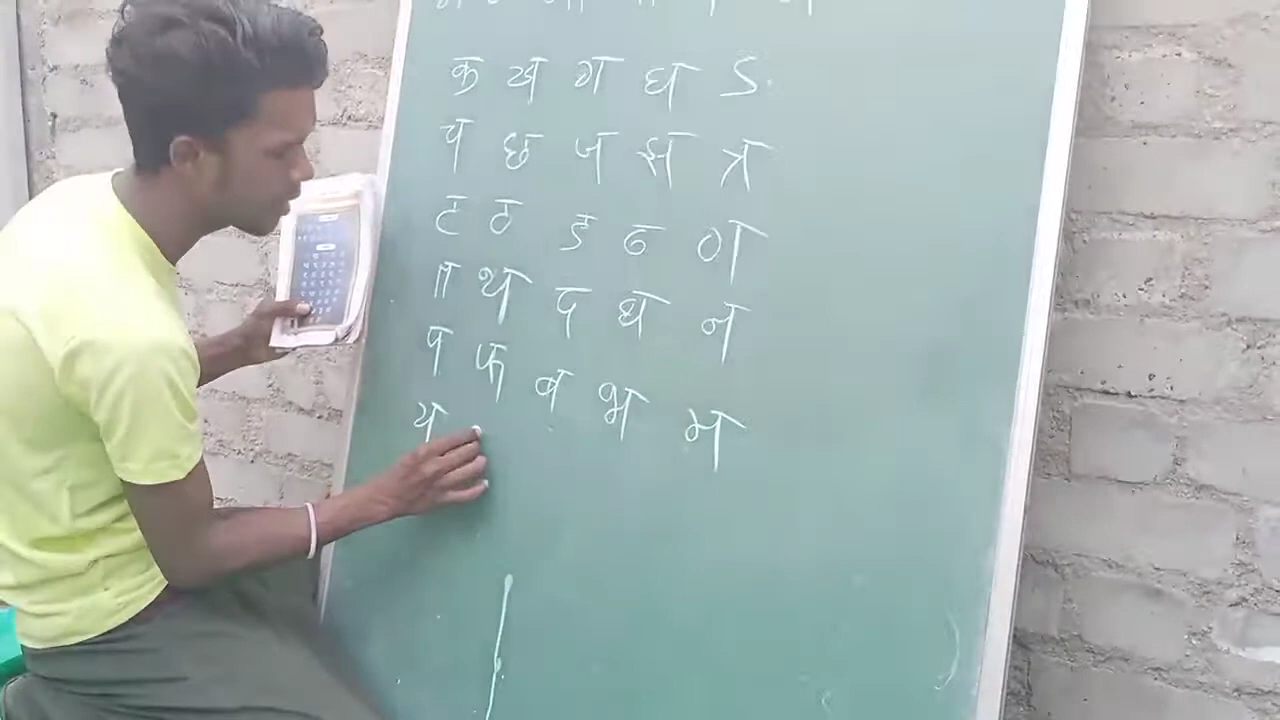 क ख ग घ ङ
च छ ज झ ञ
ट ठ ड ढ ण
त थ द ध न
प फ ब भ म
य